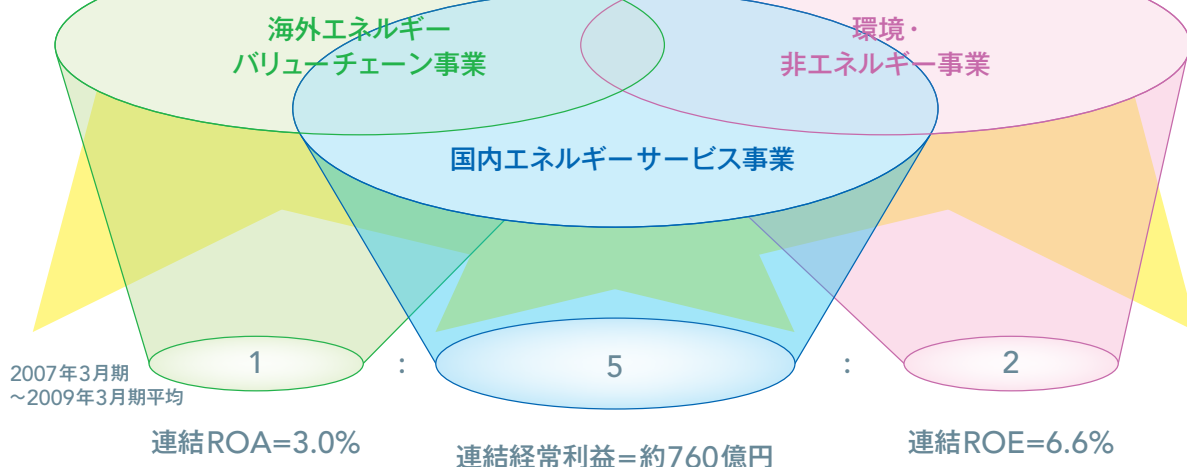 海外エネルギー
バリューチェーン事業
環境・
非エネルギー事業
国内エネルギーサービス事業
1 : 5 : 2
2007年3月期
～2009年3月期平均
連結ROA=3.0%
連結経常利益=約760億円
連結ROE=6.6%